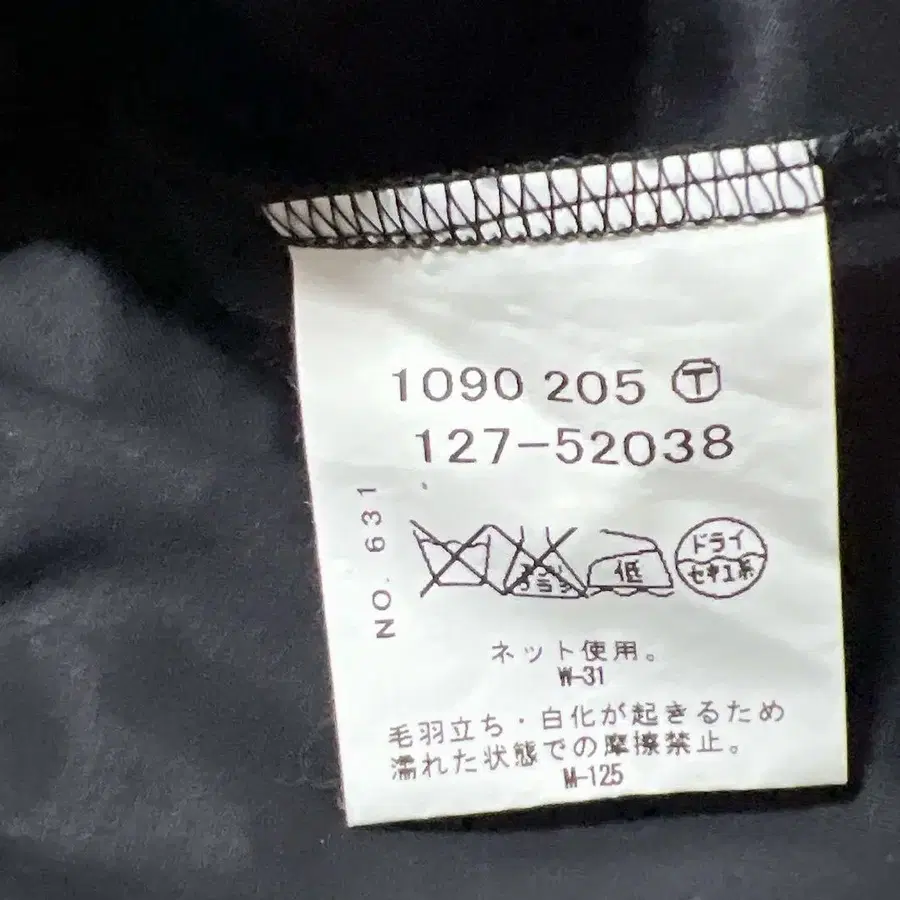 1090 205 Ⓣ
127-52038
NO. 631
低
ドライ
セキユ系
ネット使用。
W-31
毛羽立ち・白化が起きるため
濡れた状態での摩擦禁止。
M-125